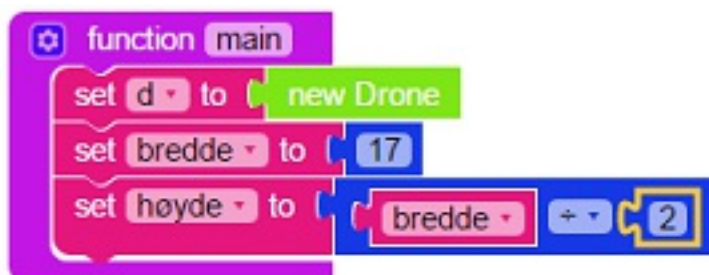 function main
set d to new Drone
set bredde to 17
set høyde to bredde ÷ 2